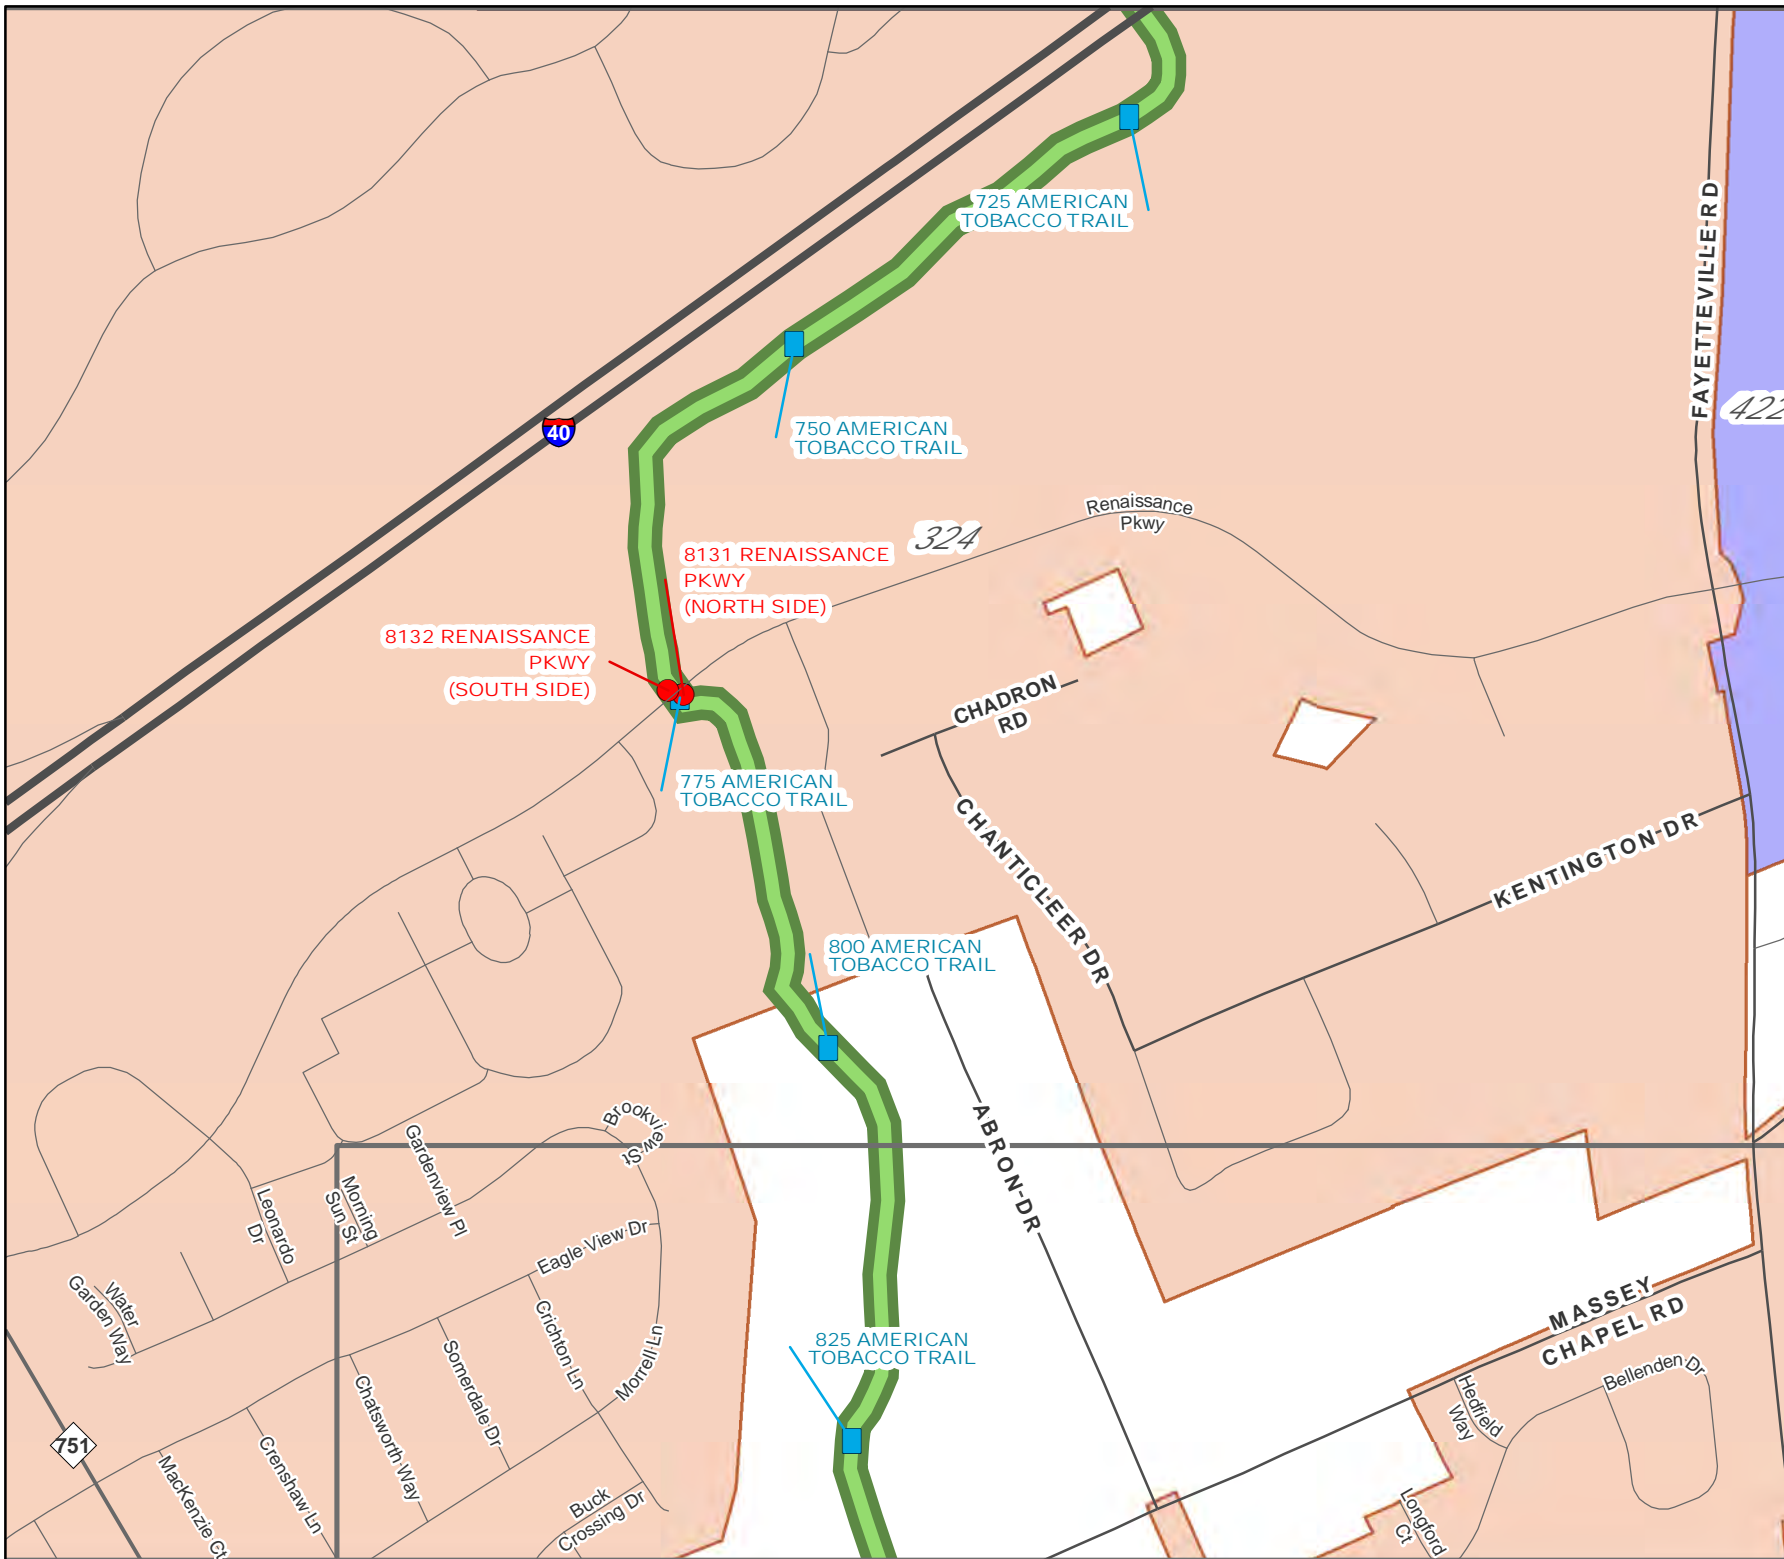 725 AMERICAN
TOBACCO TRAIL
FAYETTEVILLE RD
422
40
750 AMERICAN
TOBACCO TRAIL
Renaissance
Pkwy
324
8131 RENAISSANCE
PKWY
(NORTH SIDE)
8132 RENAISSANCE
PKWY
(SOUTH SIDE)
CHADRON
RD
775 AMERICAN
TOBACCO TRAIL
CHANTICLEER DR
KENTINGTON DR
800 AMERICAN
TOBACCO TRAIL
ABRON DR
Brookview St
Gardenview Pl
Morning
Sun St
Leonardo
Dr
Eagle View Dr
Water
Garden Way
Crichton Ln
Morrell Ln
Somerdale Dr
Chatsworth Way
825 AMERICAN
TOBACCO TRAIL
MASSEY
CHAPEL RD
Bellenden Dr
Hedfield
Way
751
MacKenzie Ct
Crenshaw Ln
Buck
Crossing Dr
Longford
Ct